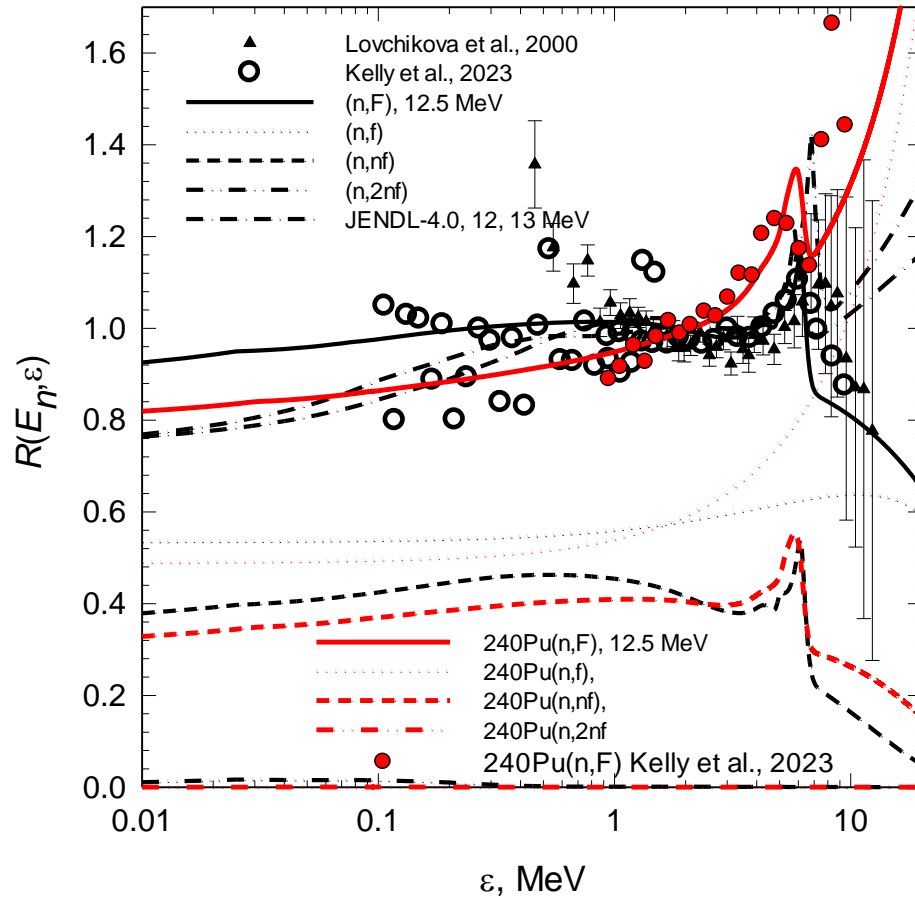 1.6
1.4
1.2
1.0
0.8
0.6
0.4
0.2
0.0
R(En,ε)
Lovchikova et al., 2000
Kelly et al., 2023
(n,F), 12.5 MeV
(n,f)
(n,nf)
(n,2nf)
JENDL-4.0, 12, 13 MeV
240Pu(n,F), 12.5 MeV
240Pu(n,f),
240Pu(n,nf),
240Pu(n,2nf
240Pu(n,F) Kelly et al., 2023
0.01 0.1 1 10
ε, MeV